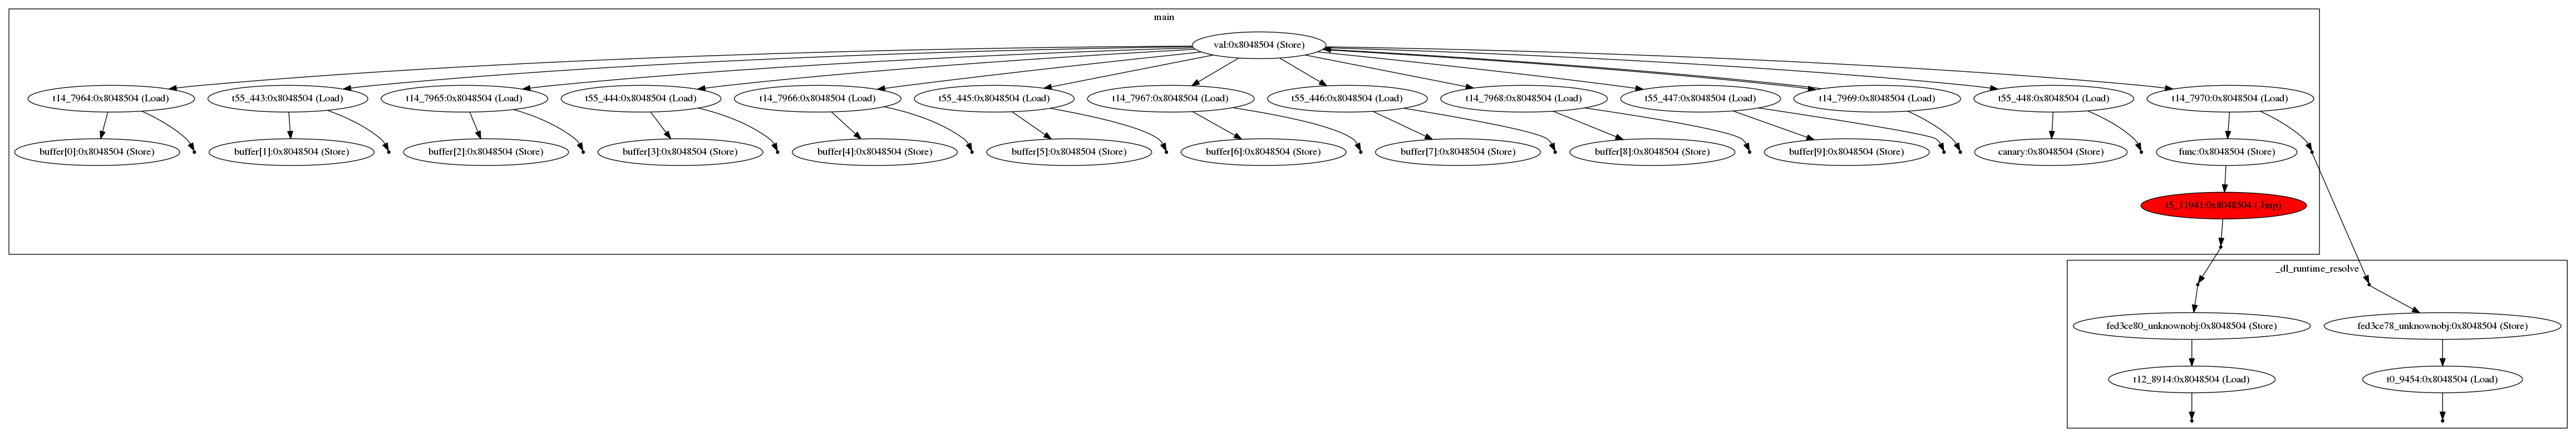 main
val:0x8048504 (Store)
t14_7964:0x8048504 (Load)
t55_443:0x8048504 (Load)
t14_7965:0x8048504 (Load)
t55_444:0x8048504 (Load)
t14_7966:0x8048504 (Load)
t55_445:0x8048504 (Load)
t14_7967:0x8048504 (Load)
t55_446:0x8048504 (Load)
t14_7968:0x8048504 (Load)
t55_447:0x8048504 (Load)
t14_7969:0x8048504 (Load)
t55_448:0x8048504 (Load)
t14_7970:0x8048504 (Load)
buffer[0]:0x8048504 (Store)
buffer[1]:0x8048504 (Store)
buffer[2]:0x8048504 (Store)
buffer[3]:0x8048504 (Store)
buffer[4]:0x8048504 (Store)
buffer[5]:0x8048504 (Store)
buffer[6]:0x8048504 (Store)
buffer[7]:0x8048504 (Store)
buffer[8]:0x8048504 (Store)
buffer[9]:0x8048504 (Store)
canary:0x8048504 (Store)
func:0x8048504 (Store)
t5_11941:0x8048504 ( Jmp)
_dl_runtime_resolve
fed3ce80_unknownobj:0x8048504 (Store)
fed3ce78_unknownobj:0x8048504 (Store)
t12_8914:0x8048504 (Load)
t0_9454:0x8048504 (Load)